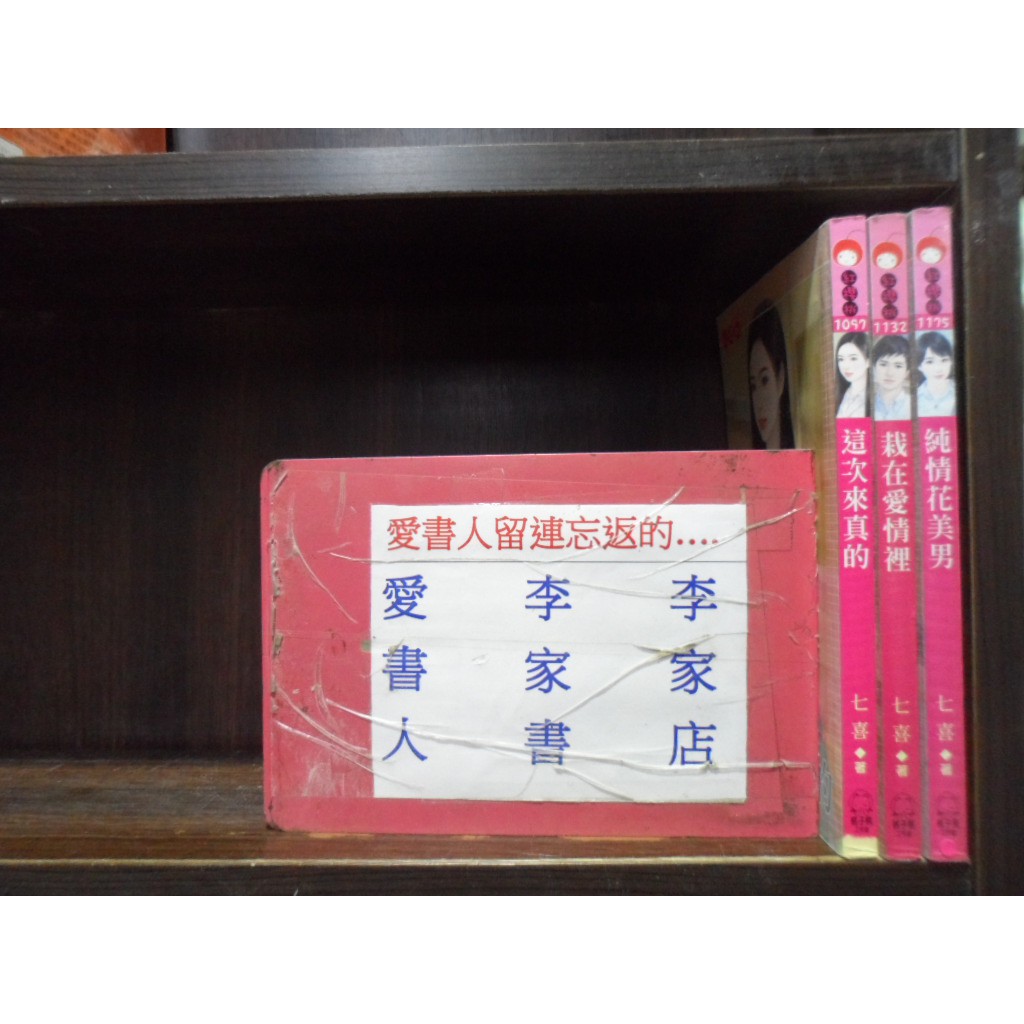 愛書人留連忘返的....
愛 李 李
書 家 家
人 書 店
1097
這次來真的
七喜◆著
1132
栽在愛情裡
七喜◆著
1175
純情花美男
七喜◆著